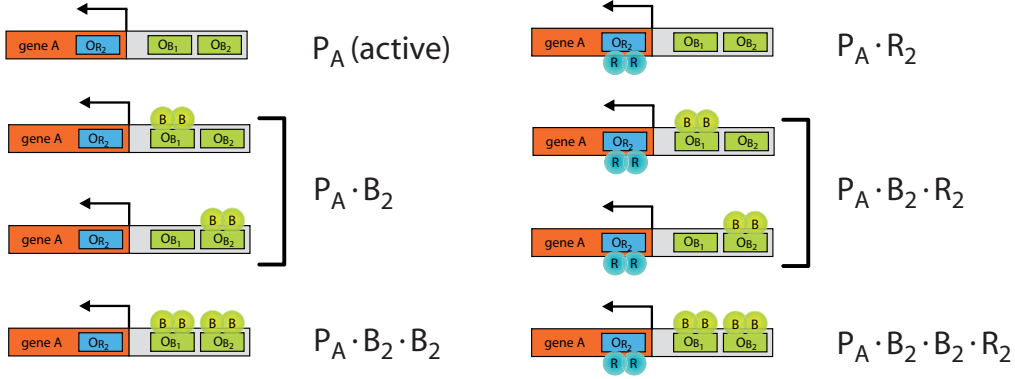 gene A OR2 OB1 OB2 PA (active)
B B
gene A OR2 OB1 OB2
PA · B2
B B
gene A OR2 OB1 OB2
B B B B
gene A OR2 OB1 OB2 PA · B2 · B2
gene A OR2 OB1 OB2 PA · R2
R R
B B
gene A OR2 OB1 OB2
R R
PA · B2 · R2
B B
gene A OR2 OB1 OB2
R R
B B B B
gene A OR2 OB1 OB2 PA · B2 · B2 · R2
R R